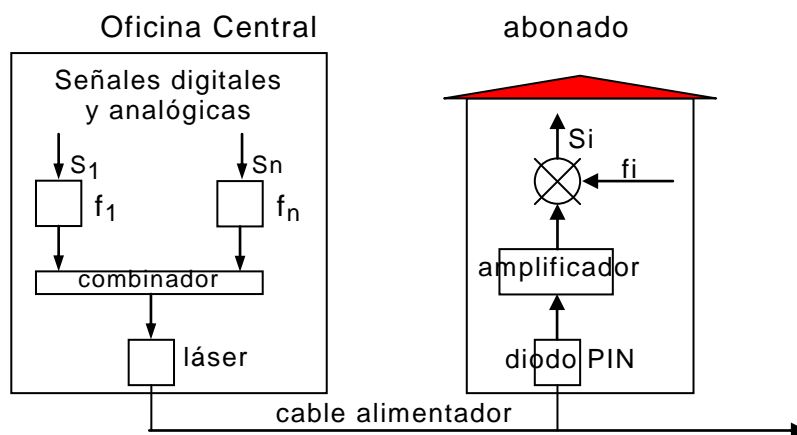 Oficina Central
Señales digitales
y analógicas
S1
Sn
f1
fn
combinador
láser
abonado
Si
fi
amplificador
diodo PIN
cable alimentador